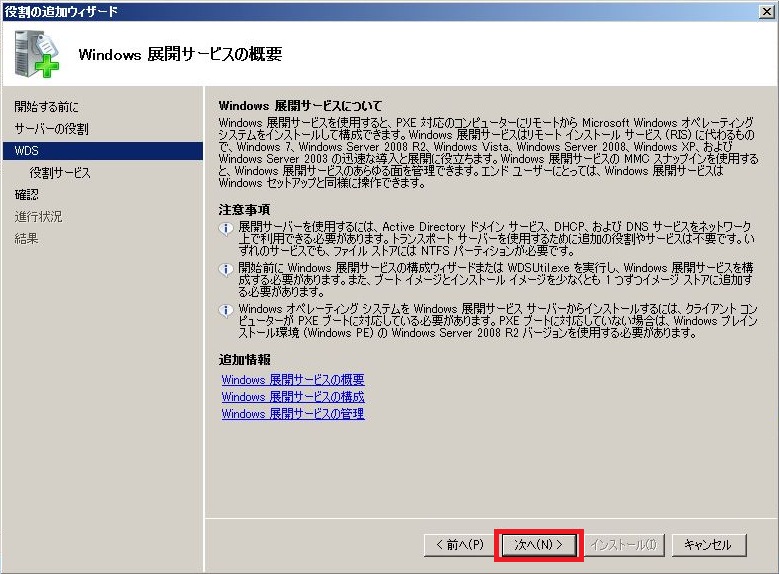 役割の追加ウィザード
Windows 展開サービスの概要
開始する前に
サーバーの役割
WDS
役割サービス
確認
進行状況
結果
Windows 展開サービスについて
Windows 展開サービスを使用すると、PXE 対応のコンピューターにリモートから Microsoft Windows オペレーティング
システムをインストールして構成できます。Windows 展開サービスはリモート インストール サービス (RIS) に代わるもの
で、Windows 7、Windows Server 2008 R2、Windows Vista、Windows Server 2008、Windows XP、および
Windows Server 2003 の迅速な導入と展開に役立ちます。Windows 展開サービスの MMC スナップインを使用する
と、Windows 展開サービスのあらゆる面を管理できます。エンド ユーザーにとっては、Windows 展開サービスは
Windows セットアップと同様に操作できます。
注意事項
展開サーバーを使用するには、Active Directory ドメイン サービス、DHCP、および DNS サービスをネットワーク
上で利用できる必要があります。トランスポート サーバーを使用するために追加の役割やサービスは不要です。い
ずれのサービスでも、ファイル ストアには NTFS パーティションが必要です。
開始前に Windows 展開サービスの構成ウィザードまたは WDSUtil.exe を実行し、Windows 展開サービスを構
成する必要があります。また、ブート イメージとインストール イメージを少なくとも 1 つずつイメージ ストアに追加す
る必要があります。
Windows オペレーティング システムを Windows 展開サービス サーバーからインストールするには、クライアント コン
ピューターが PXE ブートに対応している必要があります。PXE ブートに対応していない場合は、Windows プレイン
ストール環境 (Windows PE) の Windows Server 2008 R2 バージョンを使用する必要があります。
追加情報
Windows 展開サービスの概要
Windows 展開サービスの構成
Windows 展開サービスの管理
< 前へ(P)
次へ(N) >
インストール(I)
キャンセル